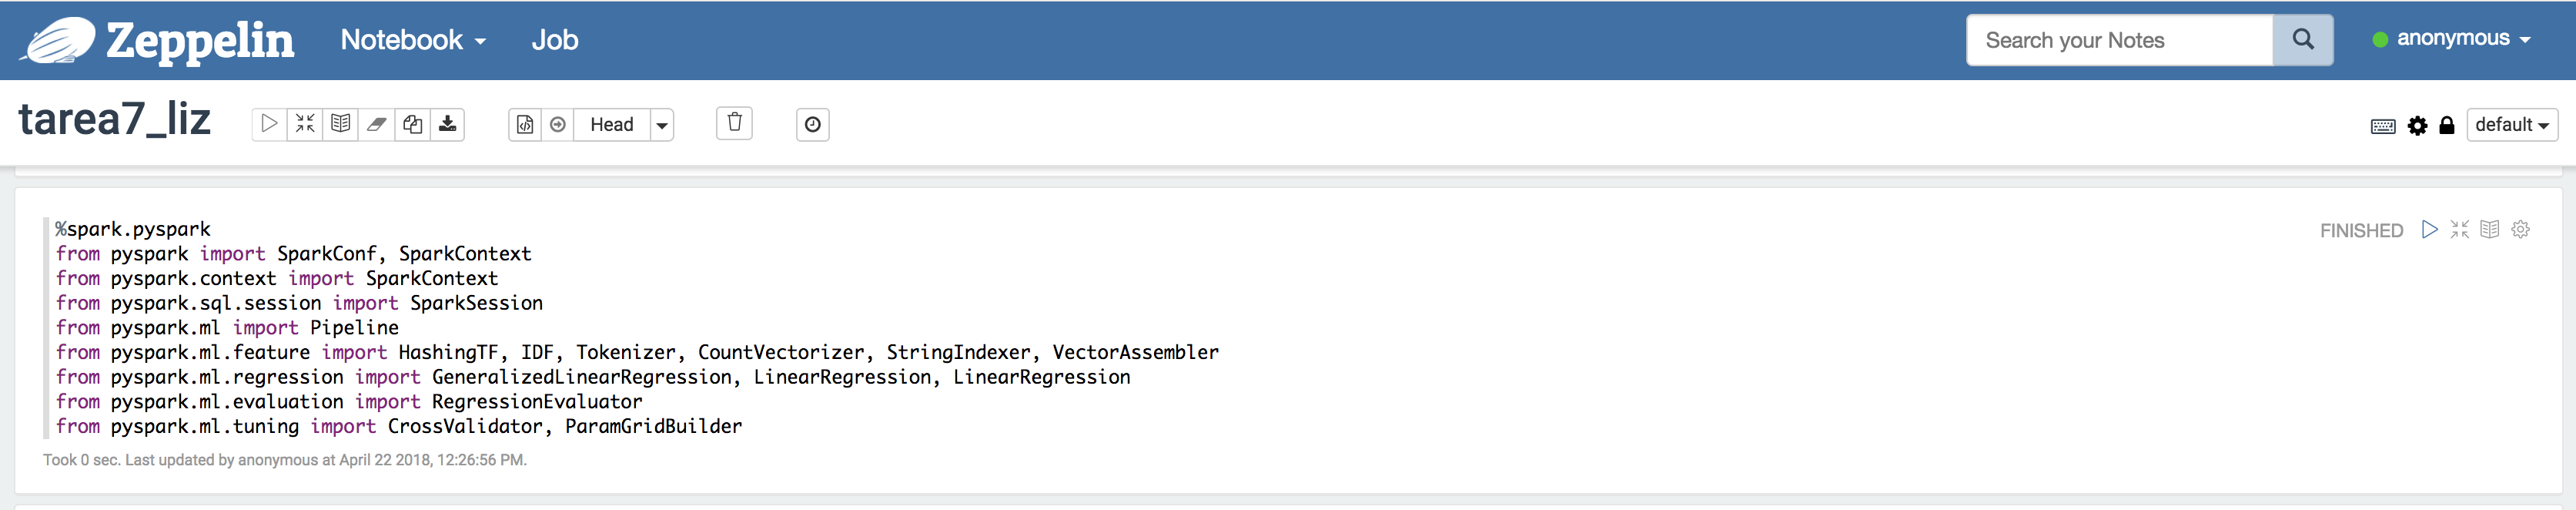 Zeppelin Notebook Job Search your Notes anonymous
tarea7_liz Head default
%spark.pyspark
FINISHED
from pyspark import SparkConf, SparkContext
from pyspark.context import SparkContext
from pyspark.sql.session import SparkSession
from pyspark.ml import Pipeline
from pyspark.ml.feature import HashingTF, IDF, Tokenizer, CountVectorizer, StringIndexer, VectorAssembler
from pyspark.ml.regression import GeneralizedLinearRegression, LinearRegression, LinearRegression
from pyspark.ml.evaluation import RegressionEvaluator
from pyspark.ml.tuning import CrossValidator, ParamGridBuilder
Took 0 sec. Last updated by anonymous at April 22 2018, 12:26:56 PM.